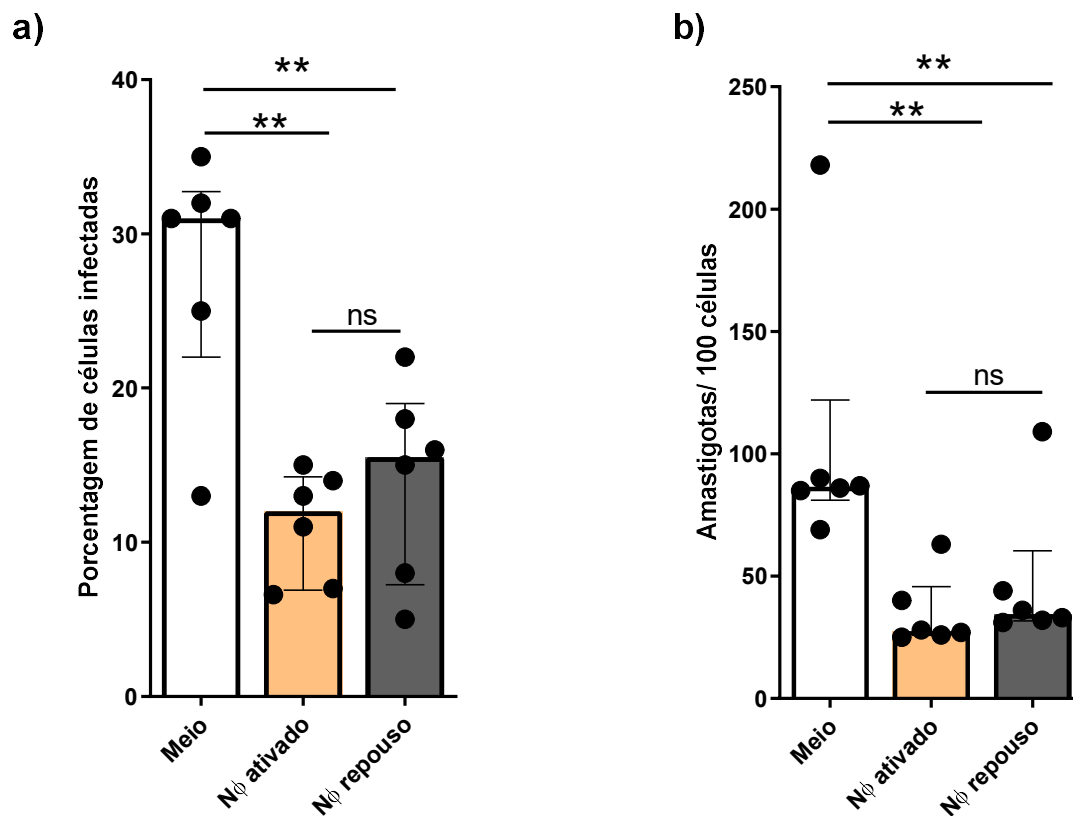 a)
Porcentagem de células infectadas
40
30
20
10
0
**
**
ns
Meio
Nϕ ativado
Nϕ repouso
b)
Amastigotas/ 100 células
250
200
150
100
50
0
**
**
ns
Meio
Nϕ ativado
Nϕ repouso